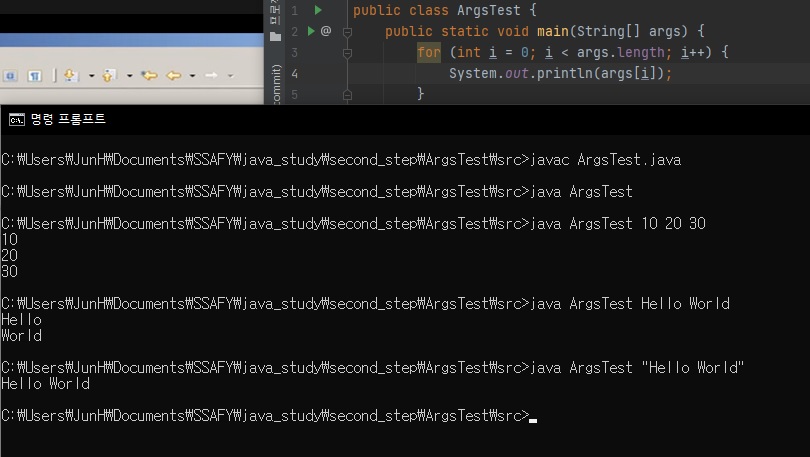 1 public class ArgsTest {
2 public static void main(String[] args) {
3 for (int i = 0; i < args.length; i++) {
4 System.out.println(args[i]);
5 }
commit)
명령 프롬프트
C:₩Users₩JunH₩Documents₩SSAFY₩java_study₩second_step₩ArgsTest₩src>javac ArgsTest.java
C:₩Users₩JunH₩Documents₩SSAFY₩java_study₩second_step₩ArgsTest₩src>java ArgsTest
C:₩Users₩JunH₩Documents₩SSAFY₩java_study₩second_step₩ArgsTest₩src>java ArgsTest 10 20 30
10
20
30
C:₩Users₩JunH₩Documents₩SSAFY₩java_study₩second_step₩ArgsTest₩src>java ArgsTest Hello World
Hello
World
C:₩Users₩JunH₩Documents₩SSAFY₩java_study₩second_step₩ArgsTest₩src>java ArgsTest "Hello World"
Hello World
C:₩Users₩JunH₩Documents₩SSAFY₩java_study₩second_step₩ArgsTest₩src>